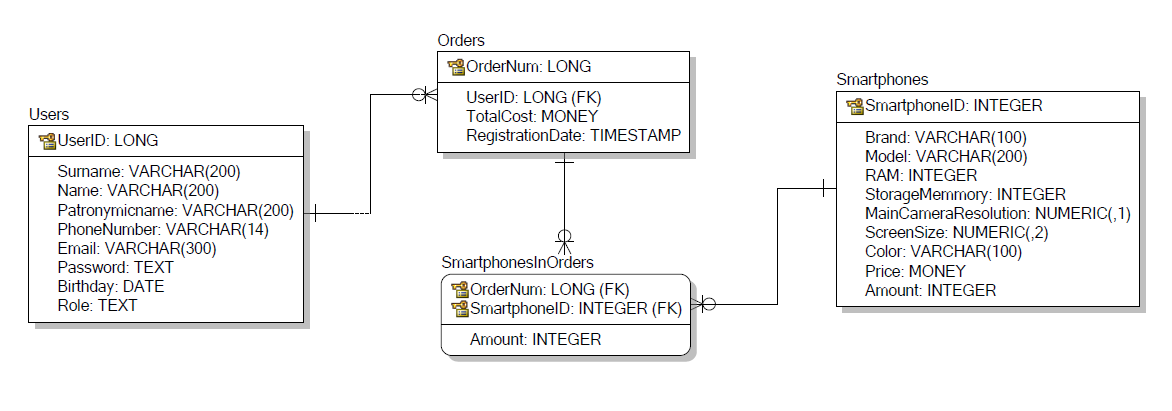 Users
UserID: LONG
Surname: VARCHAR(200)
Name: VARCHAR(200)
Patronymicname: VARCHAR(200)
PhoneNumber: VARCHAR(14)
Email: VARCHAR(300)
Password: TEXT
Birthday: DATE
Role: TEXT
Orders
OrderNum: LONG
UserID: LONG (FK)
TotalCost: MONEY
RegistrationDate: TIMESTAMP
SmartphonesInOrders
OrderNum: LONG (FK)
SmartphoneID: INTEGER (FK)
Amount: INTEGER
Smartphones
SmartphoneID: INTEGER
Brand: VARCHAR(100)
Model: VARCHAR(200)
RAM: INTEGER
StorageMemmory: INTEGER
MainCameraResolution: NUMERIC(,1)
ScreenSize: NUMERIC(,2)
Color: VARCHAR(100)
Price: MONEY
Amount: INTEGER